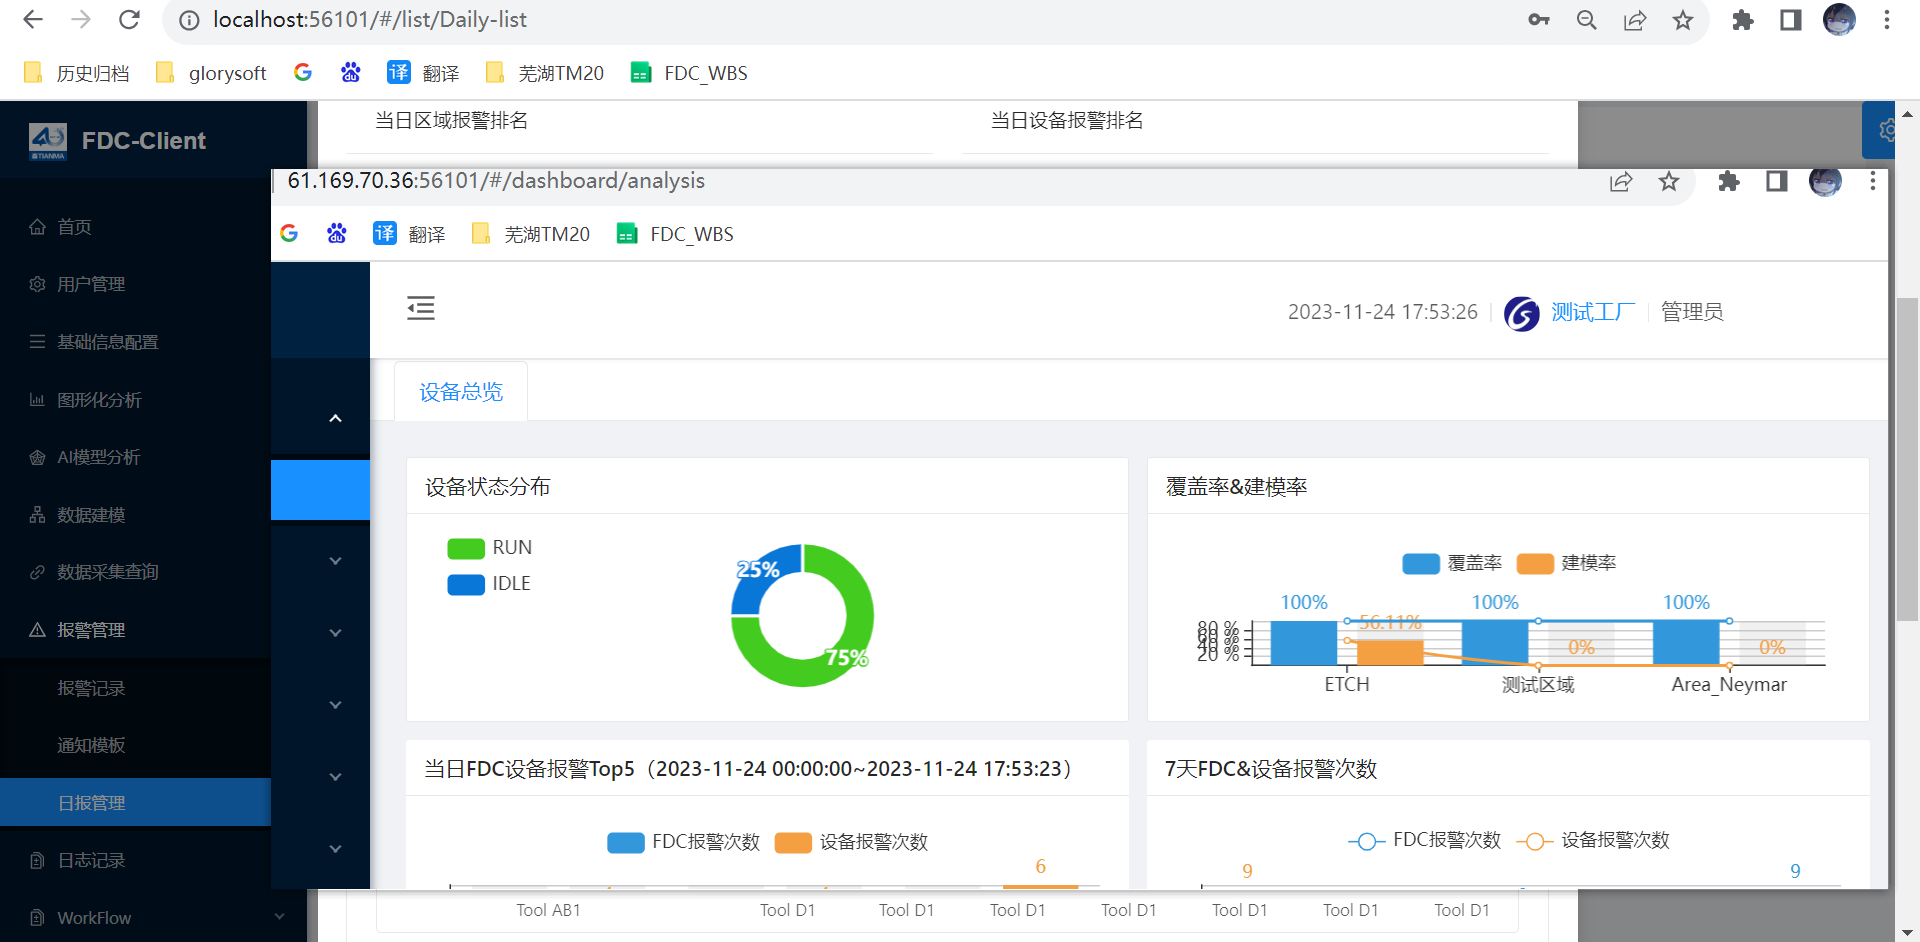 localhost:56101/#/list/Daily-list
历史归档
glorysoft
翻译
芜湖TM20
FDC_WBS
TIANMA
FDC-Client
首页
用户管理
基础信息配置
图形化分析
AI模型分析
数据建模
数据采集查询
报警管理
报警记录
通知模板
日报管理
日志记录
WorkFlow
当日区域报警排名
当日设备报警排名
61.169.70.36:56101/#/dashboard/analysis
翻译
芜湖TM20
FDC_WBS
2023-11-24 17:53:26
测试工厂
管理员
设备总览
设备状态分布
RUN
IDLE
25%
75%
覆盖率&建模率
覆盖率
建模率
100%
100%
100%
56.11%
0%
0%
80 %
60 %
40 %
20 %
ETCH
测试区域
Area_Neymar
当日FDC设备报警Top5（2023-11-24 00:00:00~2023-11-24 17:53:23）
FDC报警次数
设备报警次数
6
7天FDC&设备报警次数
FDC报警次数
设备报警次数
9
9
Tool AB1
Tool D1
Tool D1
Tool D1
Tool D1
Tool D1
Tool D1
Tool D1